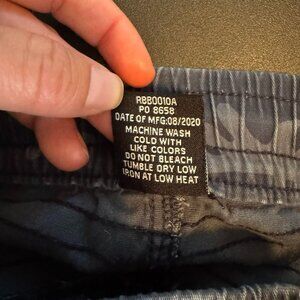 RBB0010A
PO 8658
DATE OF MFG:08/2020
MACHINE WASH
COLD WITH
LIKE COLORS
DO NOT BLEACH
TUMBLE DRY LOW
IRON AT LOW HEAT